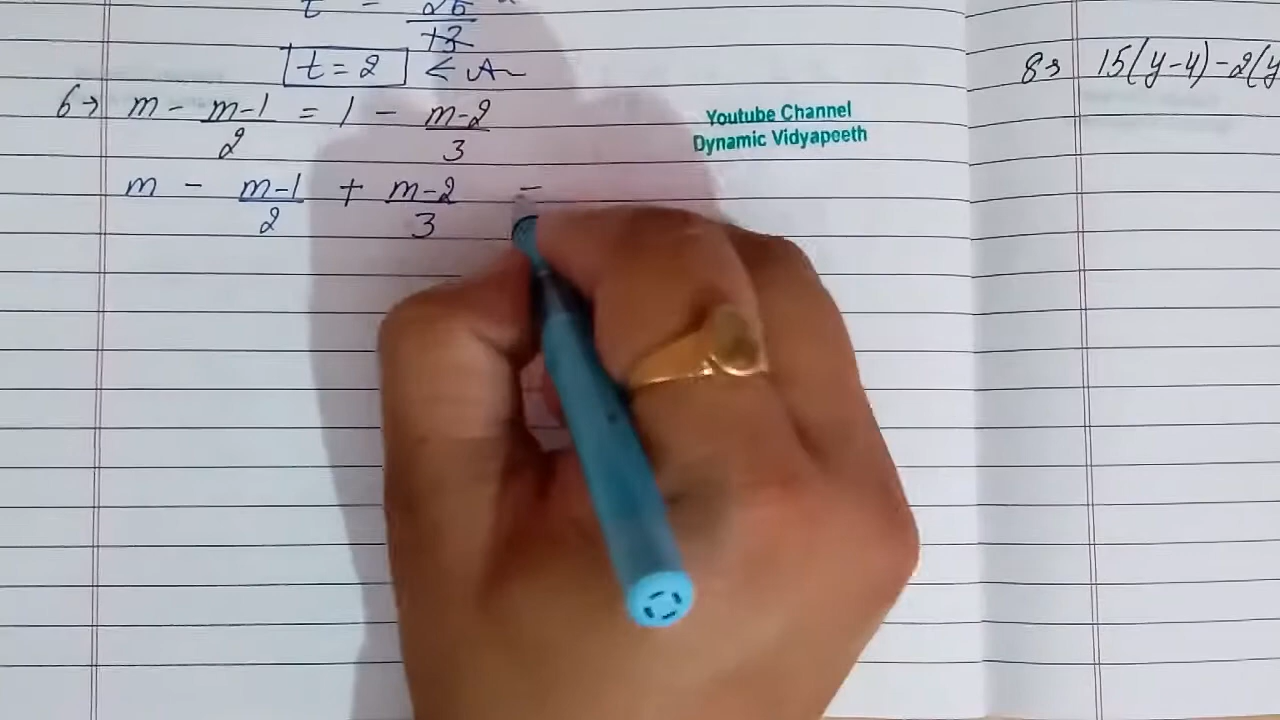 t = 26
13
t = 2 ← A
6→ m - m-1/2 = 1 - m-2/3
m - m-1/2 + m-2/3 -
Youtube Channel
Dynamic Vidyapeeth
8→ 15(y-4)-2(y